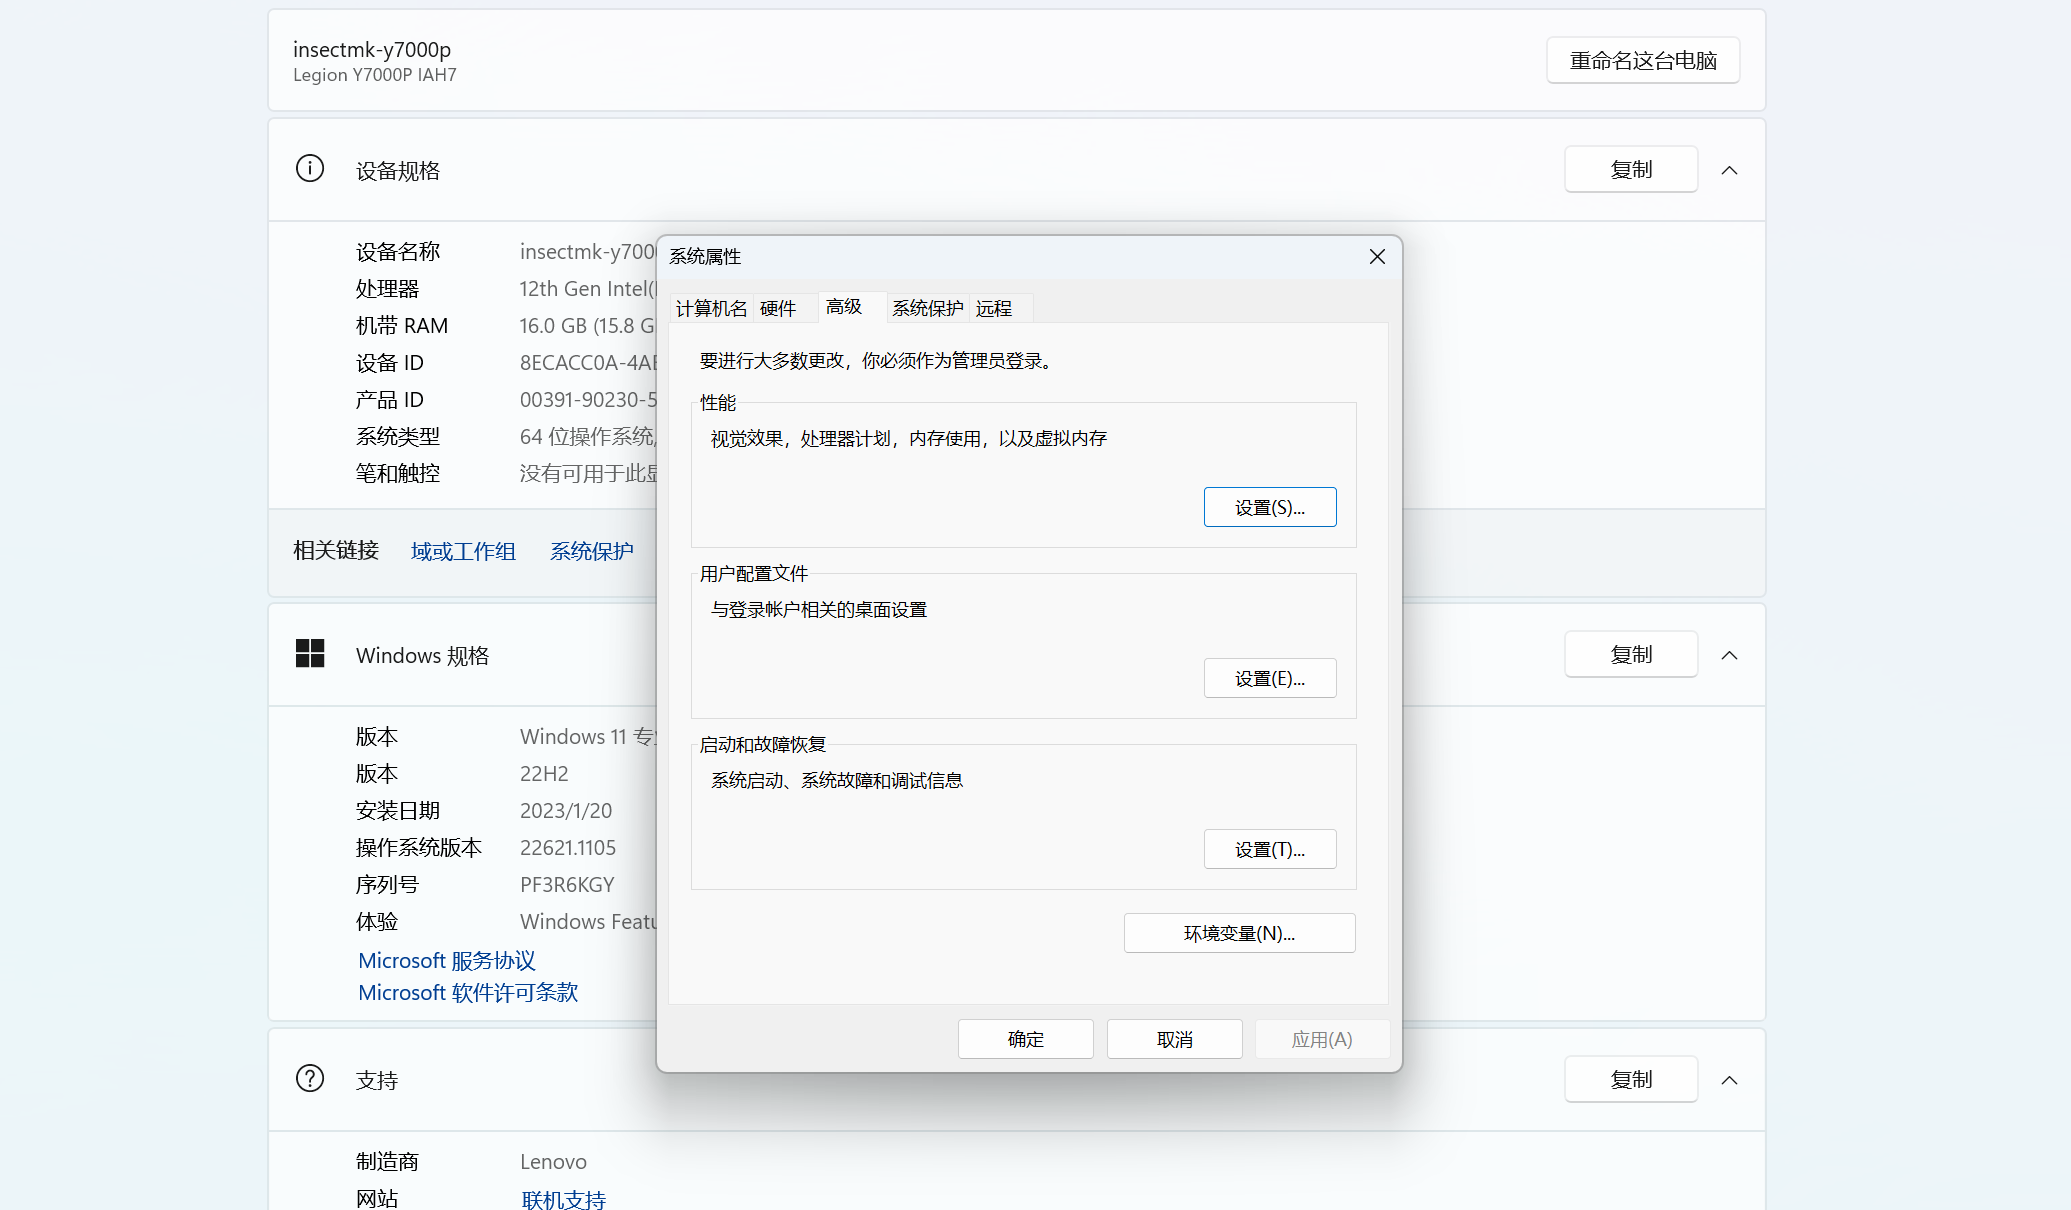 insectmk-y7000p
Legion Y7000P IAH7
重命名这台电脑
设备规格
复制
设备名称 insectmk-y700
处理器 12th Gen Intel(
机带 RAM 16.0 GB (15.8 G
设备 ID 8ECACC0A-4A
产品 ID 00391-90230-5
系统类型 64 位操作系统,
笔和触控 没有可用于此显
相关链接 域或工作组 系统保护
Windows 规格
复制
版本 Windows 11 专
版本 22H2
安装日期 2023/1/20
操作系统版本 22621.1105
序列号 PF3R6KGY
体验 Windows Featu
Microsoft 服务协议
Microsoft 软件许可条款
支持
复制
制造商 Lenovo
网站 联机支持
系统属性
计算机名 硬件 高级 系统保护 远程
要进行大多数更改，你必须作为管理员登录。
性能
视觉效果，处理器计划，内存使用，以及虚拟内存
设置(S)...
用户配置文件
与登录帐户相关的桌面设置
设置(E)...
启动和故障恢复
系统启动、系统故障和调试信息
设置(T)...
环境变量(N)...
确定 取消 应用(A)